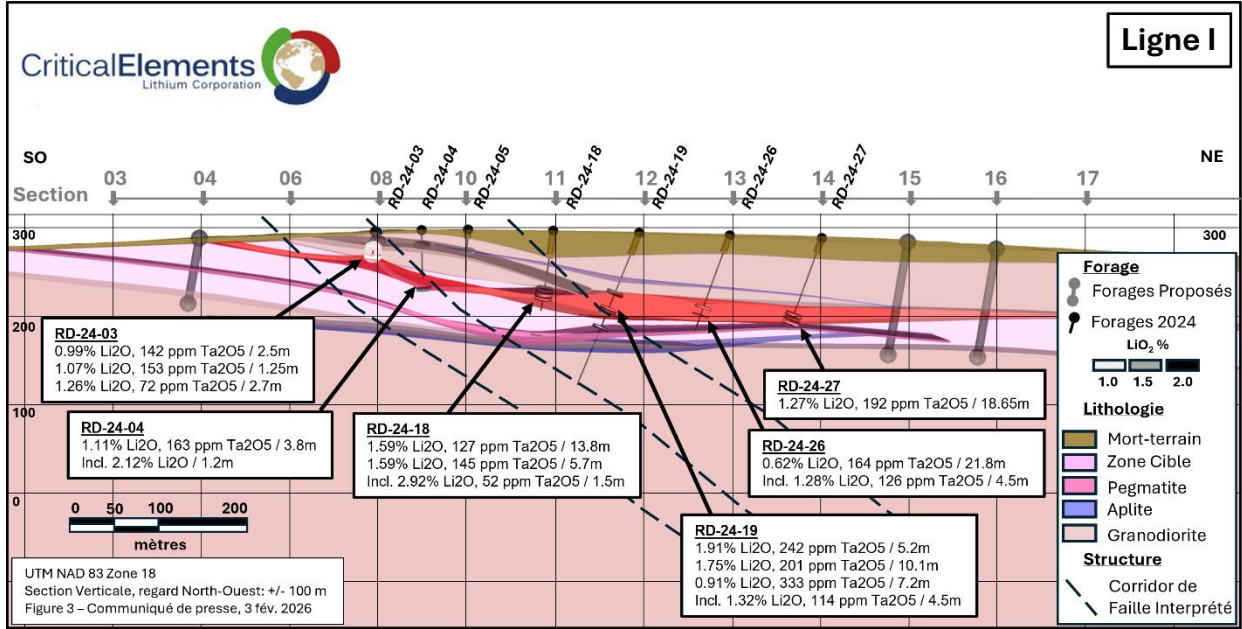 Ligne I
CriticalElements
Lithium Corporation
SO
NE
RD-24-03
RD-24-04
RD-24-05
RD-24-18
RD-24-19
RD-24-26
RD-24-27
Section
03
04
06
08
10
11
12
13
14
15
16
17
300
300
200
100
0
RD-24-03
0.99% Li2O, 142 ppm Ta2O5 / 2.5m
1.07% Li2O, 153 ppm Ta2O5 / 1.25m
1.26% Li2O, 72 ppm Ta2O5 / 2.7m
RD-24-04
1.11% Li2O, 163 ppm Ta2O5 / 3.8m
Incl. 2.12% Li2O / 1.2m
RD-24-18
1.59% Li2O, 127 ppm Ta2O5 / 13.8m
1.59% Li2O, 145 ppm Ta2O5 / 5.7m
Incl. 2.92% Li2O, 52 ppm Ta2O5 / 1.5m
RD-24-27
1.27% Li2O, 192 ppm Ta2O5 / 18.65m
RD-24-26
0.62% Li2O, 164 ppm Ta2O5 / 21.8m
Incl. 1.28% Li2O, 126 ppm Ta2O5 / 4.5m
RD-24-19
1.91% Li2O, 242 ppm Ta2O5 / 5.2m
1.75% Li2O, 201 ppm Ta2O5 / 10.1m
0.91% Li2O, 333 ppm Ta2O5 / 7.2m
Incl. 1.32% Li2O, 114 ppm Ta2O5 / 4.5m
0 50 100 200
mètres
UTM NAD 83 Zone 18
Section Verticale, regard North-Ouest: +/- 100 m
Figure 3 – Communiqué de presse, 3 fév. 2026
Forage
Forages Proposés
Forages 2024
LiO₂ %
1.0 1.5 2.0
Lithologie
Mort-terrain
Zone Cible
Pegmatite
Aplite
Granodiorite
Structure
Corridor de
Faille Interprété